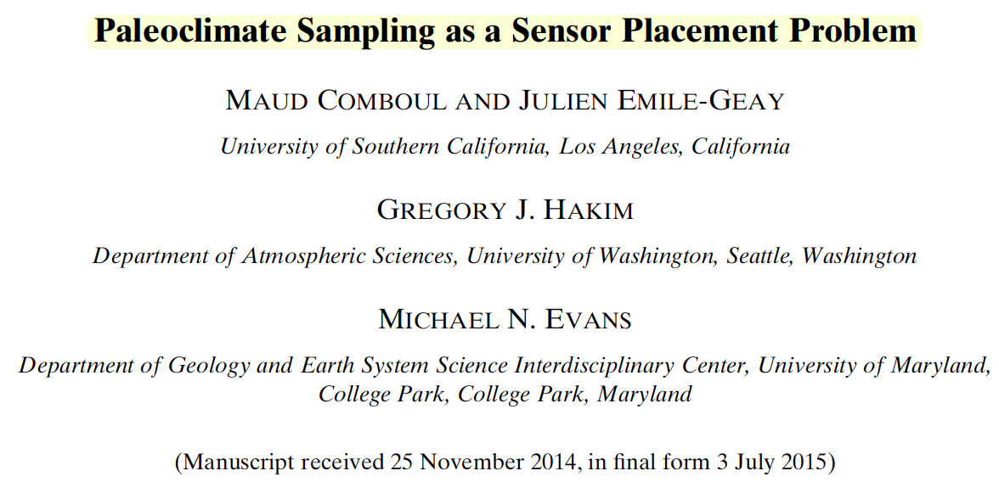 Paleoclimate Sampling as a Sensor Placement Problem
MAUD COMBOUL AND JULIEN EMILE-GEAY
University of Southern California, Los Angeles, California
GREGORY J. HAKIM
Department of Atmospheric Sciences, University of Washington, Seattle, Washington
MICHAEL N. EVANS
Department of Geology and Earth System Science Interdisciplinary Center, University of Maryland,
College Park, College Park, Maryland
(Manuscript received 25 November 2014, in final form 3 July 2015)